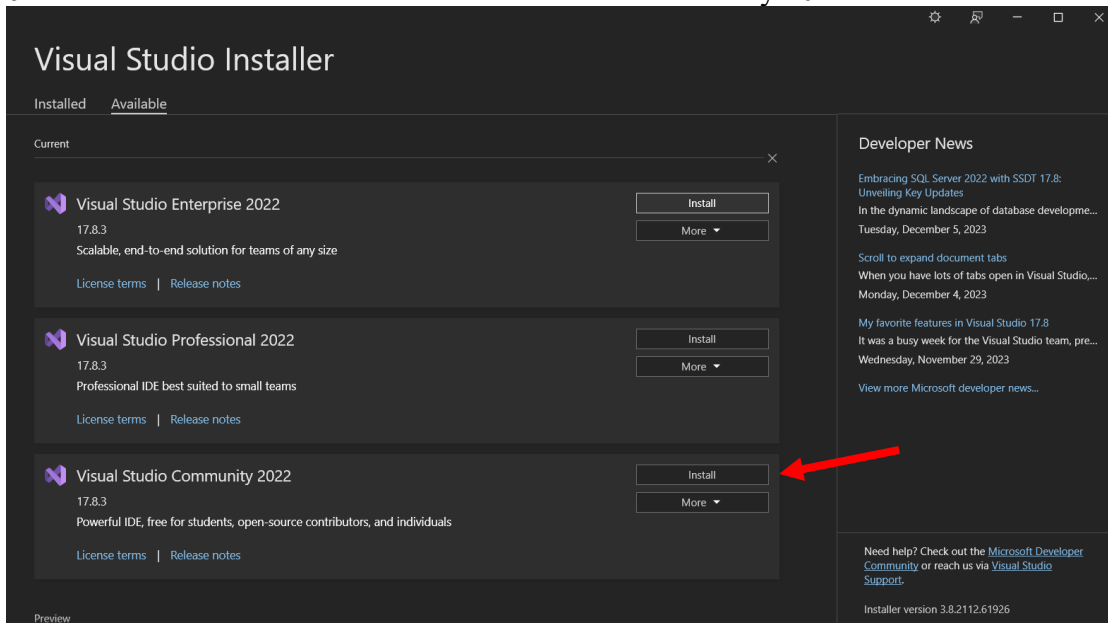 Visual Studio Installer
Installed Available
Current
Visual Studio Enterprise 2022
17.8.3
Scalable, end-to-end solution for teams of any size
License terms | Release notes
Install
More
Visual Studio Professional 2022
17.8.3
Professional IDE best suited to small teams
License terms | Release notes
Install
More
Visual Studio Community 2022
17.8.3
Powerful IDE, free for students, open-source contributors, and individuals
License terms | Release notes
Install
More
Preview
Developer News
Embracing SQL Server 2022 with SSDT 17.8:
Unveiling Key Updates
In the dynamic landscape of database developme...
Tuesday, December 5, 2023
Scroll to expand document tabs
When you have lots of tabs open in Visual Studio,...
Monday, December 4, 2023
My favorite features in Visual Studio 17.8
It was a busy week for the Visual Studio team, pre...
Wednesday, November 29, 2023
View more Microsoft developer news...
Need help? Check out the Microsoft Developer
Community or reach us via Visual Studio
Support.
Installer version 3.8.2112.61926